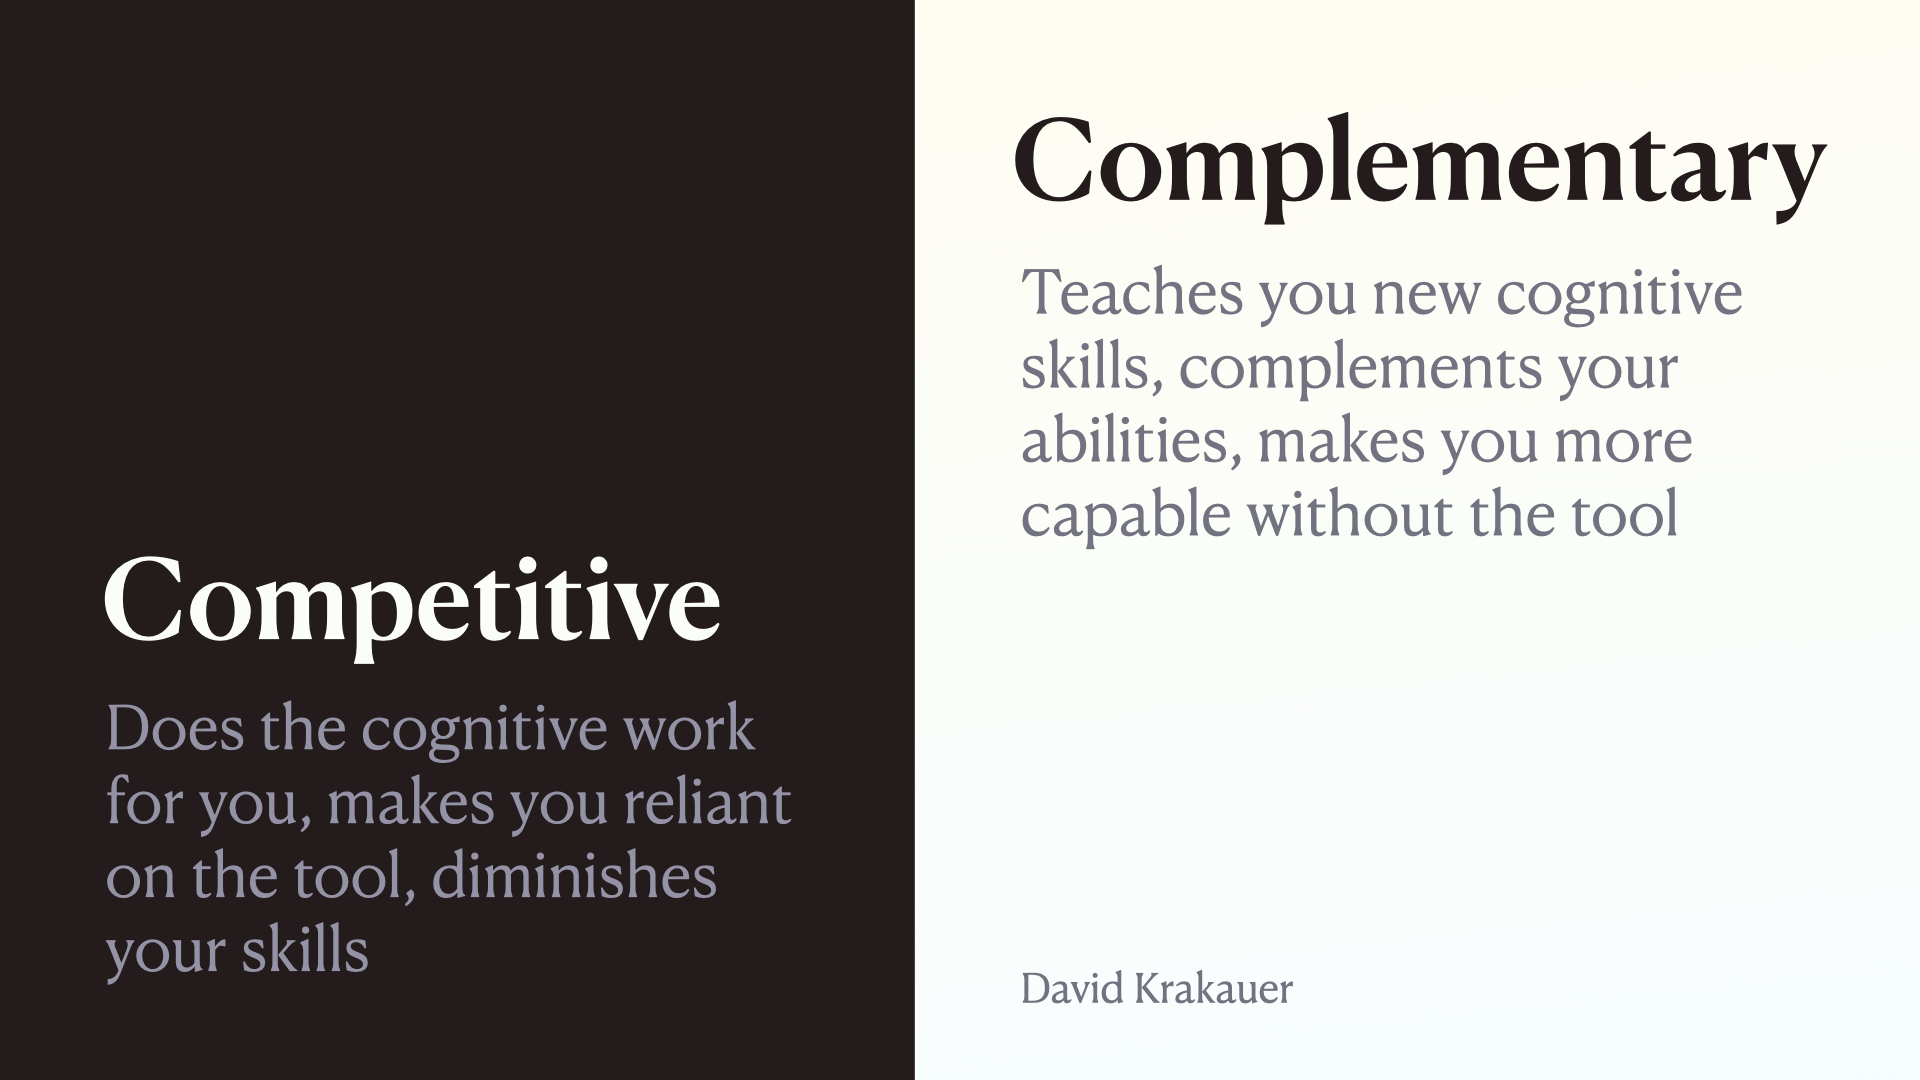 Competitive
Does the cognitive work
for you, makes you reliant
on the tool, diminishes
your skills
Complementary
Teaches you new cognitive
skills, complements your
abilities, makes you more
capable without the tool
David Krakauer